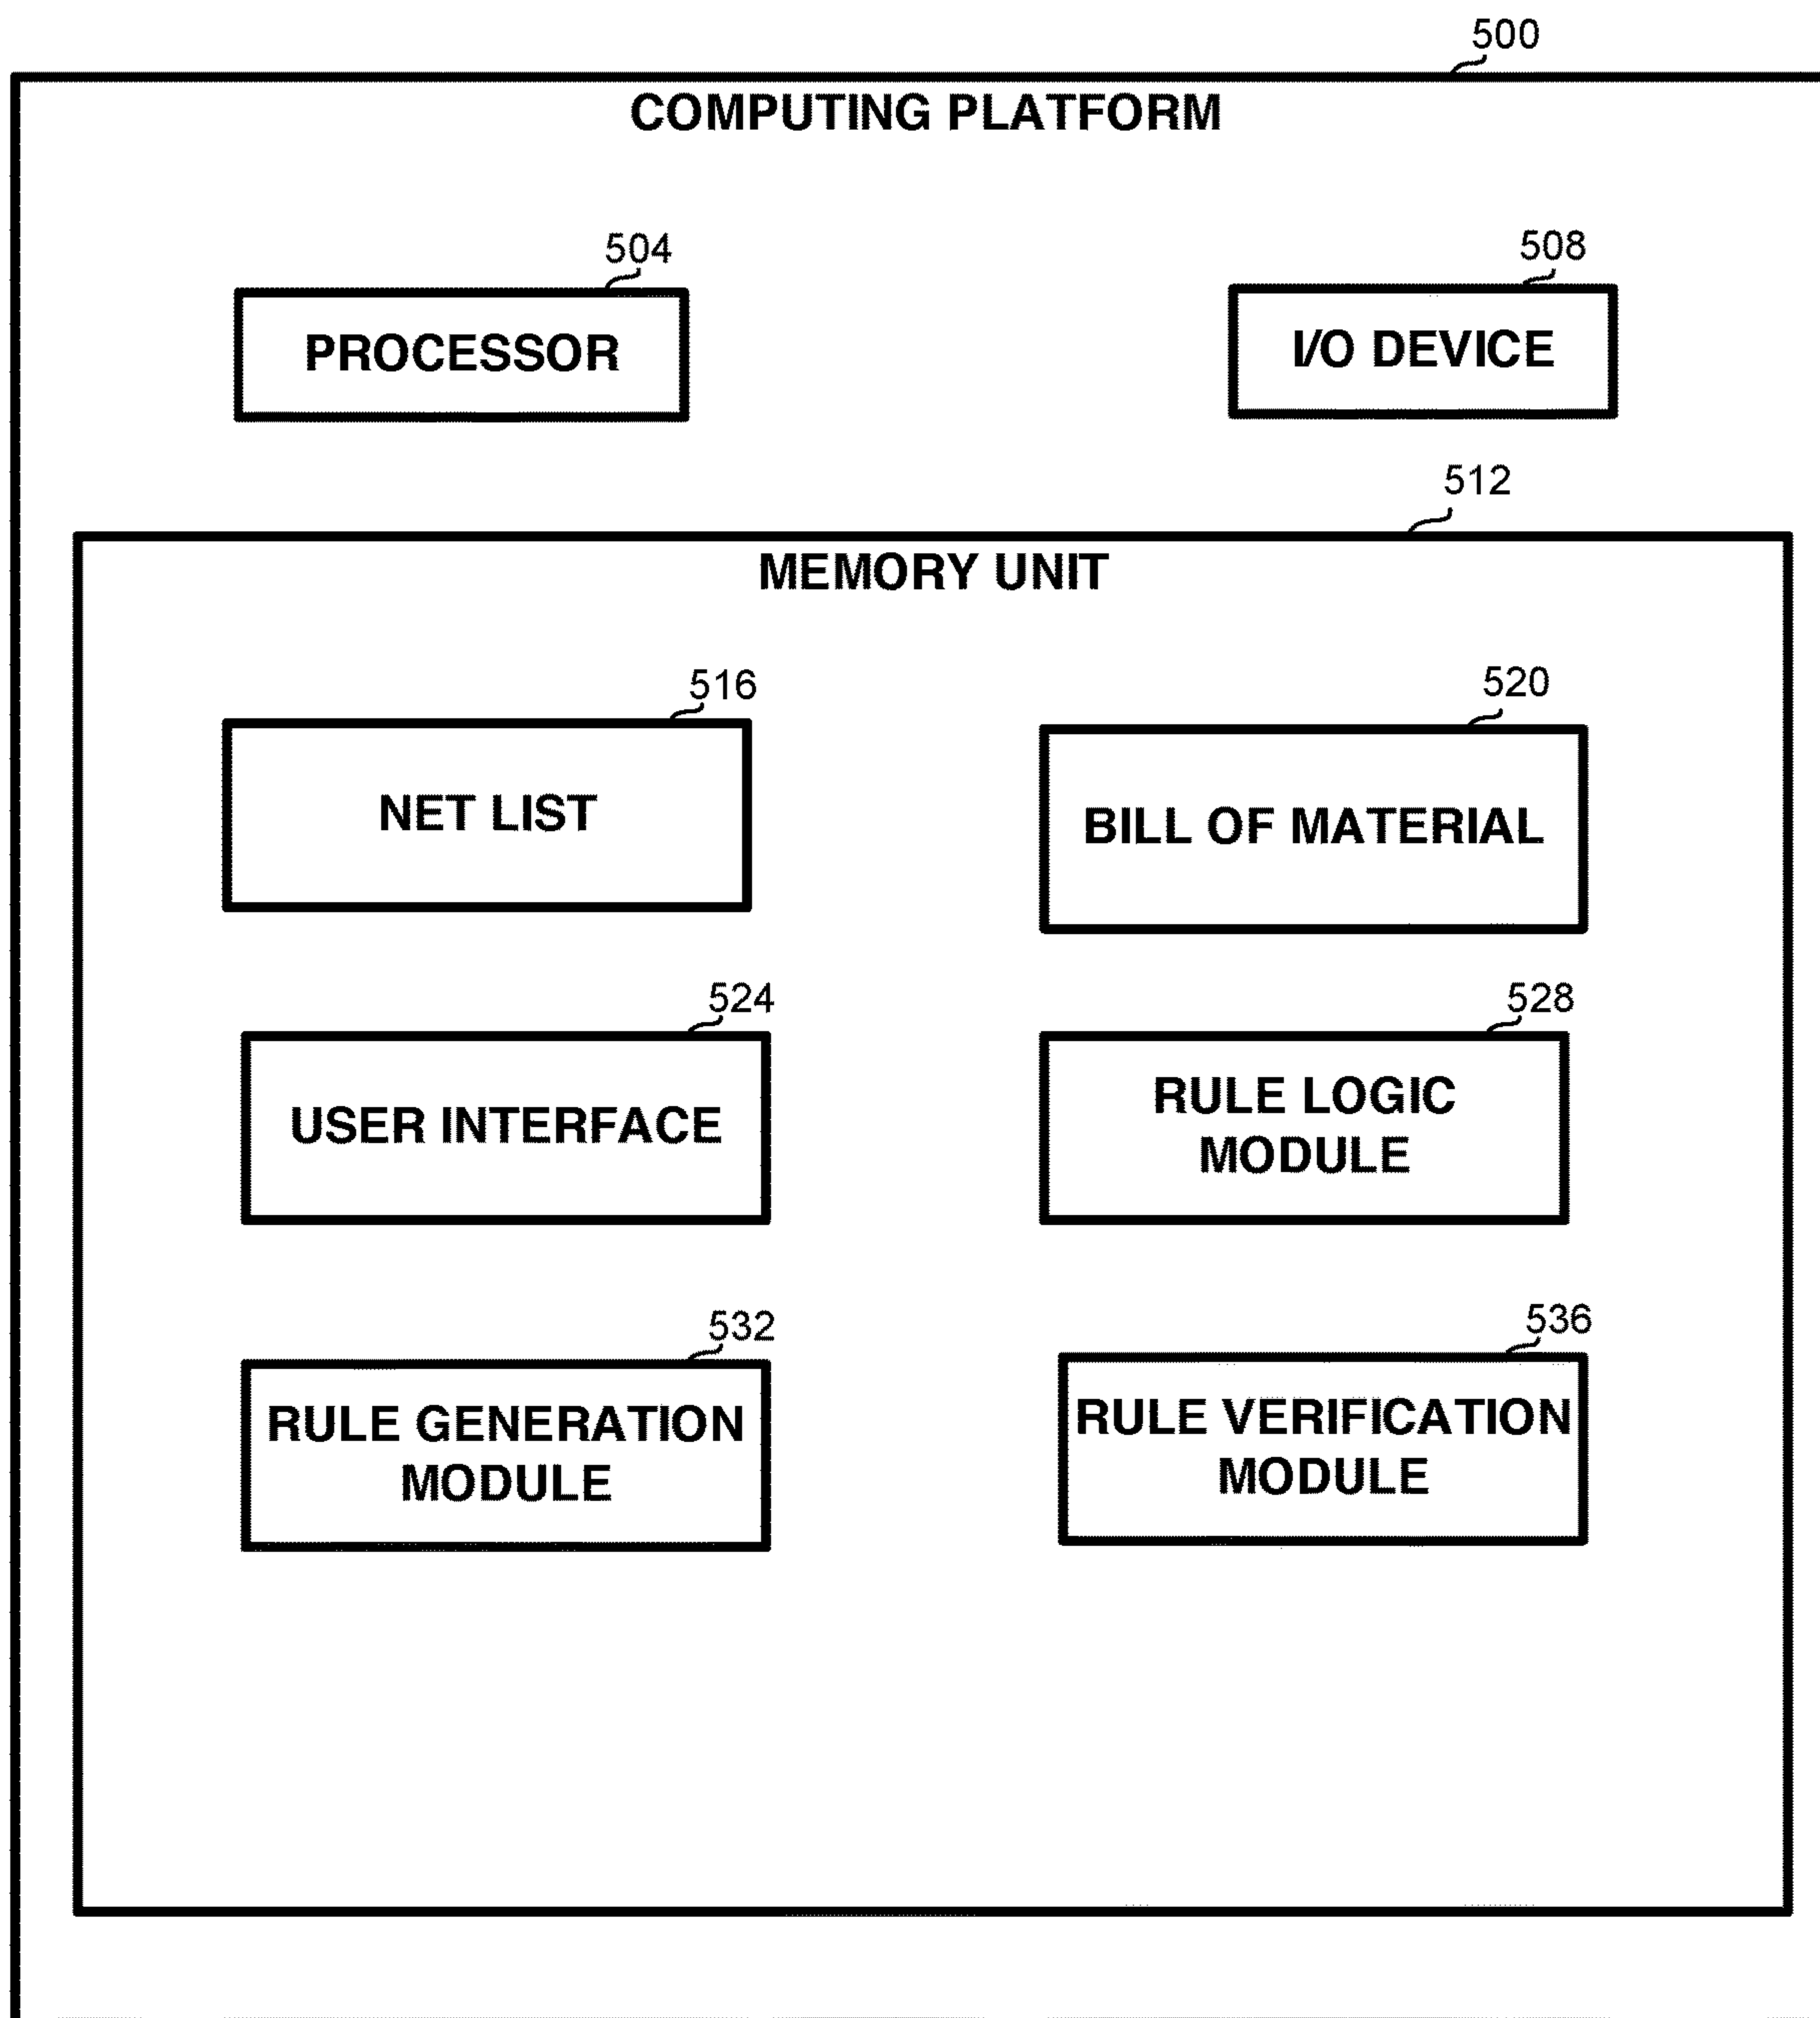 500
COMPUTING PLATFORM
504
508
PROCESSOR
I/O DEVICE
512
MEMORY UNIT
516
520
NET LIST
BILL OF MATERIAL
524
528
USER INTERFACE
RULE LOGIC
MODULE
532
536
RULE GENERATION
MODULE
RULE VERIFICATION
MODULE